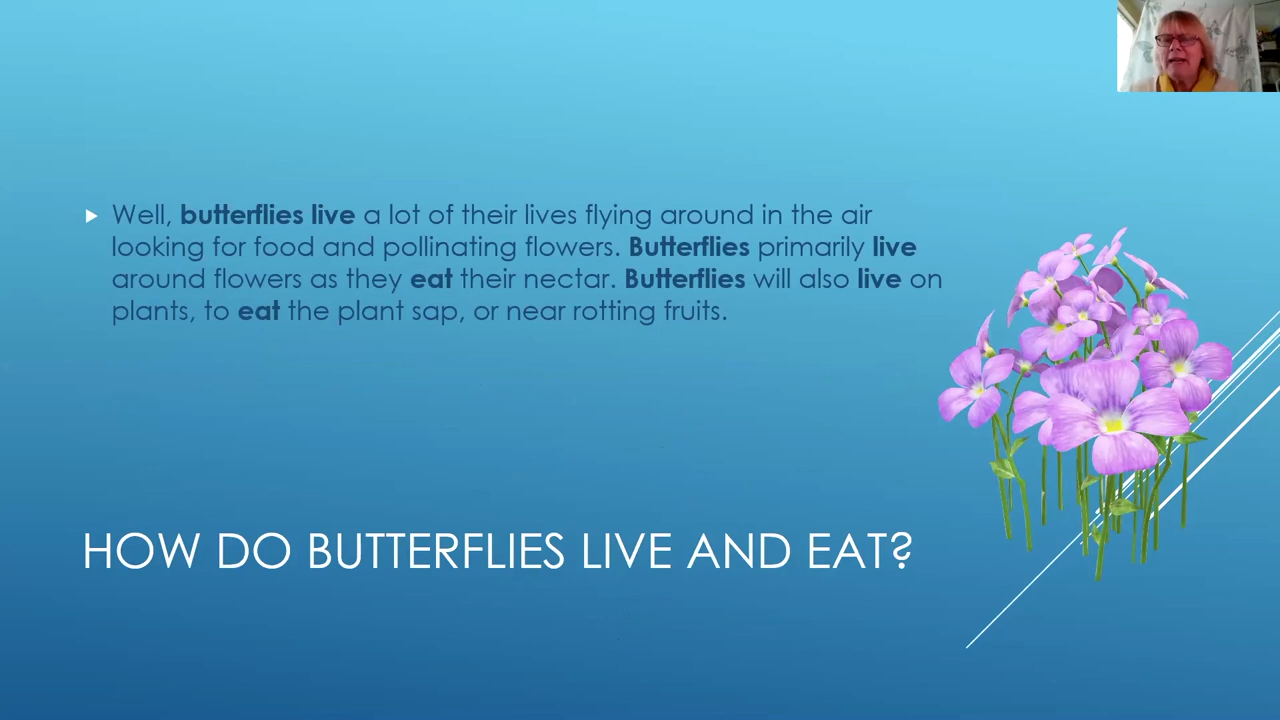 Well, butterflies live a lot of their lives flying around in the air
looking for food and pollinating flowers. Butterflies primarily live
around flowers as they eat their nectar. Butterflies will also live on
plants, to eat the plant sap, or near rotting fruits.
HOW DO BUTTERFLIES LIVE AND EAT?